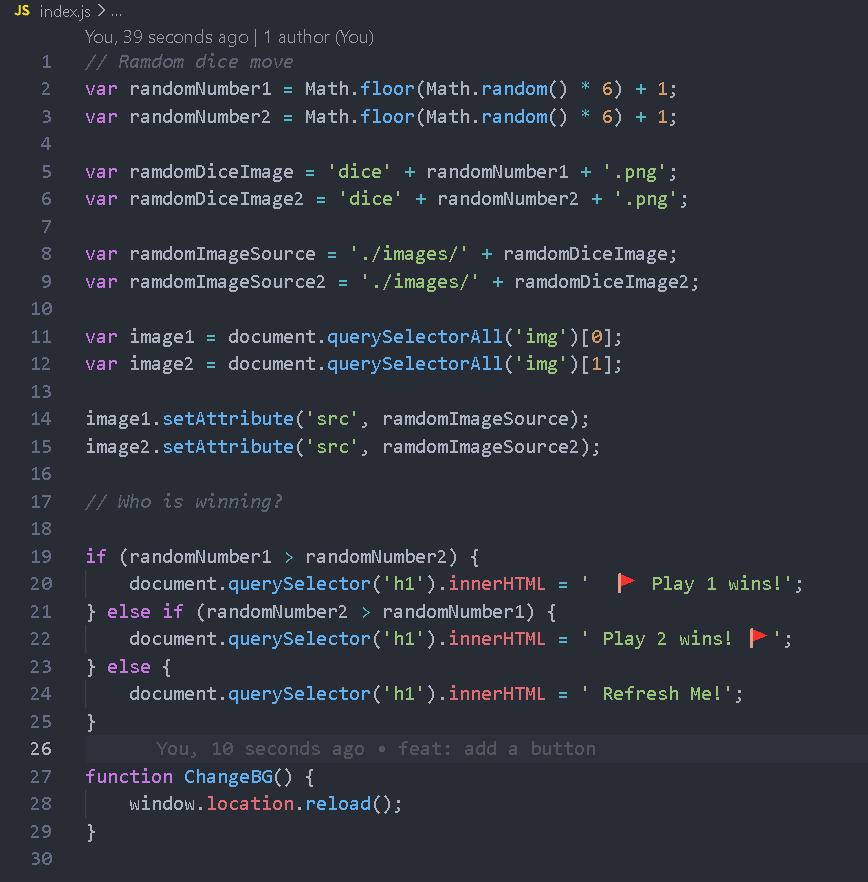 JS index.js > ...
You, 39 seconds ago | 1 author (You)
1 // Ramdom dice move
2 var randomNumber1 = Math.floor(Math.random() * 6) + 1;
3 var randomNumber2 = Math.floor(Math.random() * 6) + 1;
4
5 var ramdomDiceImage = 'dice' + randomNumber1 + '.png';
6 var ramdomDiceImage2 = 'dice' + randomNumber2 + '.png';
7
8 var ramdomImageSource = './images/' + ramdomDiceImage;
9 var ramdomImageSource2 = './images/' + ramdomDiceImage2;
10
11 var image1 = document.querySelectorAll('img')[0];
12 var image2 = document.querySelectorAll('img')[1];
13
14 image1.setAttribute('src', ramdomImageSource);
15 image2.setAttribute('src', ramdomImageSource2);
16
17 // Who is winning?
18
19 if (randomNumber1 > randomNumber2) {
20     document.querySelector('h1').innerHTML = '  🚩 Play 1 wins!';
21 } else if (randomNumber2 > randomNumber1) {
22     document.querySelector('h1').innerHTML = ' Play 2 wins! 🚩';
23 } else {
24     document.querySelector('h1').innerHTML = ' Refresh Me!';
25 }
26 You, 10 seconds ago • feat: add a button
27 function ChangeBG() {
28     window.location.reload();
29 }
30